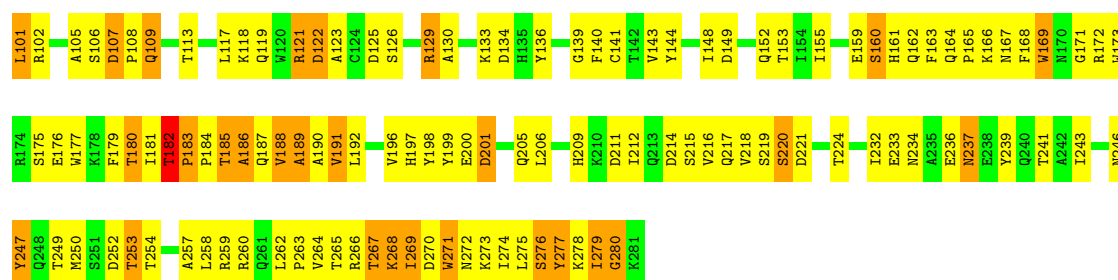 L101 R102 A105 S106 D107 P108 Q109 T113 L117 K118 Q119 W120 R121 D122 A123 C124 D125 S126 R129 A130 K133 D134 H135 Y136 G139 F140 C141 T142 V143 Y144 I148 D149 Q152 T153 I154 I155 E159 S160 H161 Q162 F163 Q164 P165 K166 N167 F168 W169 N170 G171 R172
R174 S175 E176 W177 K178 F179 T180 I181 T182 P183 P184 T185 A186 Q187 V188 A189 A190 V191 L192 V196 H197 Y198 Y199 E200 D201 Q205 L206 H209 K210 D211 I212 Q213 D214 S215 V216 Q217 V218 S219 S220 D221 T224 I232 E233 N234 A235 E236 N237 E238 Y239 Q240 T241 A242 I243
Y247 Q248 T249 M250 S251 D252 T253 T254 A257 L258 R259 R260 Q261 L262 P263 V264 T265 R266 T267 K268 I269 D270 W271 N272 K273 I274 L275 S276 Y277 K278 I279 G280 K281